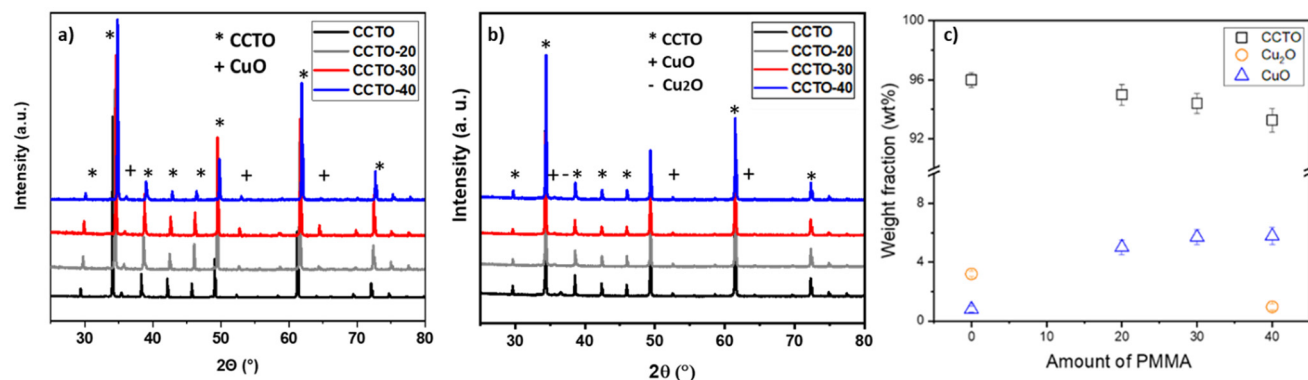 a)
* CCTO
+ CuO
CCTO
CCTO-20
CCTO-30
CCTO-40
*
*
*
* + * * * + + *
Intensity (a.u.)
30 40 50 60 70 80
2Θ (°)
b)
* CCTO
+ CuO
- Cu2O
CCTO
CCTO-20
CCTO-30
CCTO-40
*
*
* + - * * * + + *
Intensity (a. u.)
30 40 50 60 70 80
2θ (°)
c)
CCTO
Cu₂O
CuO
Weight fraction (wt%)
100
96
92
8
4
0
0 10 20 30 40
Amount of PMMA